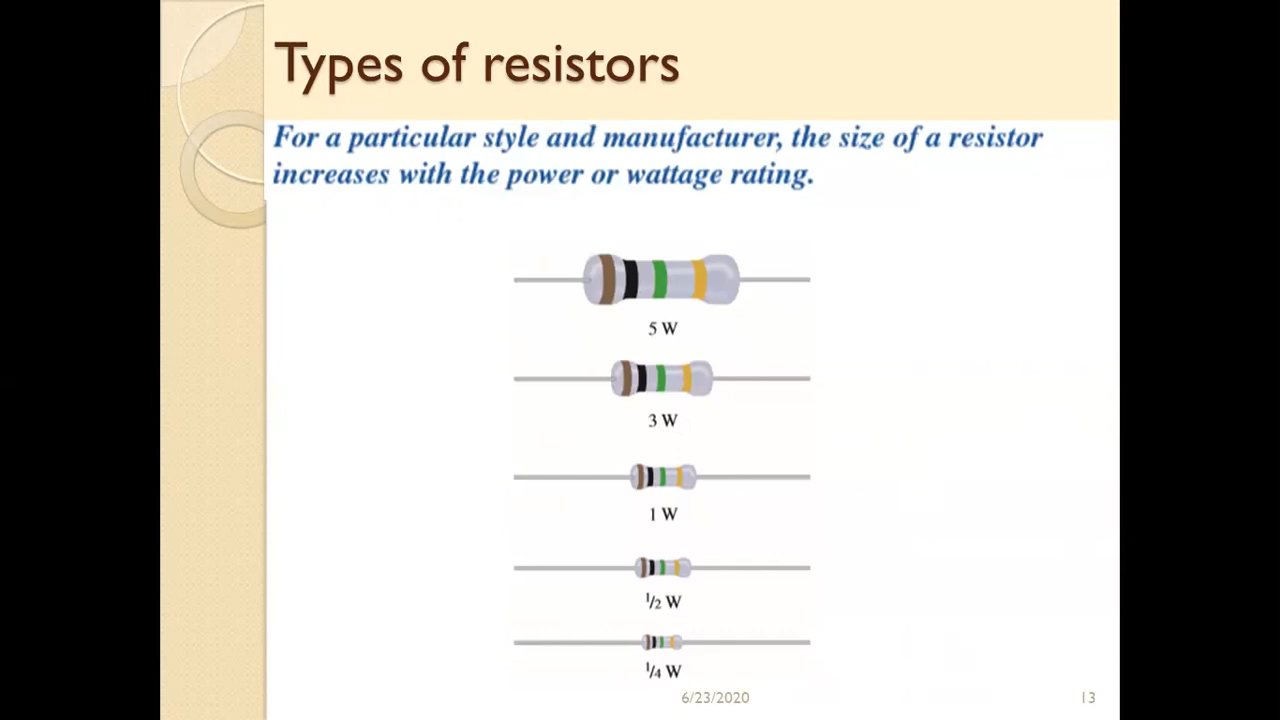 Types of resistors
For a particular style and manufacturer, the size of a resistor
increases with the power or wattage rating.
5 W
3 W
1 W
1/2 W
1/4 W
6/23/2020
13